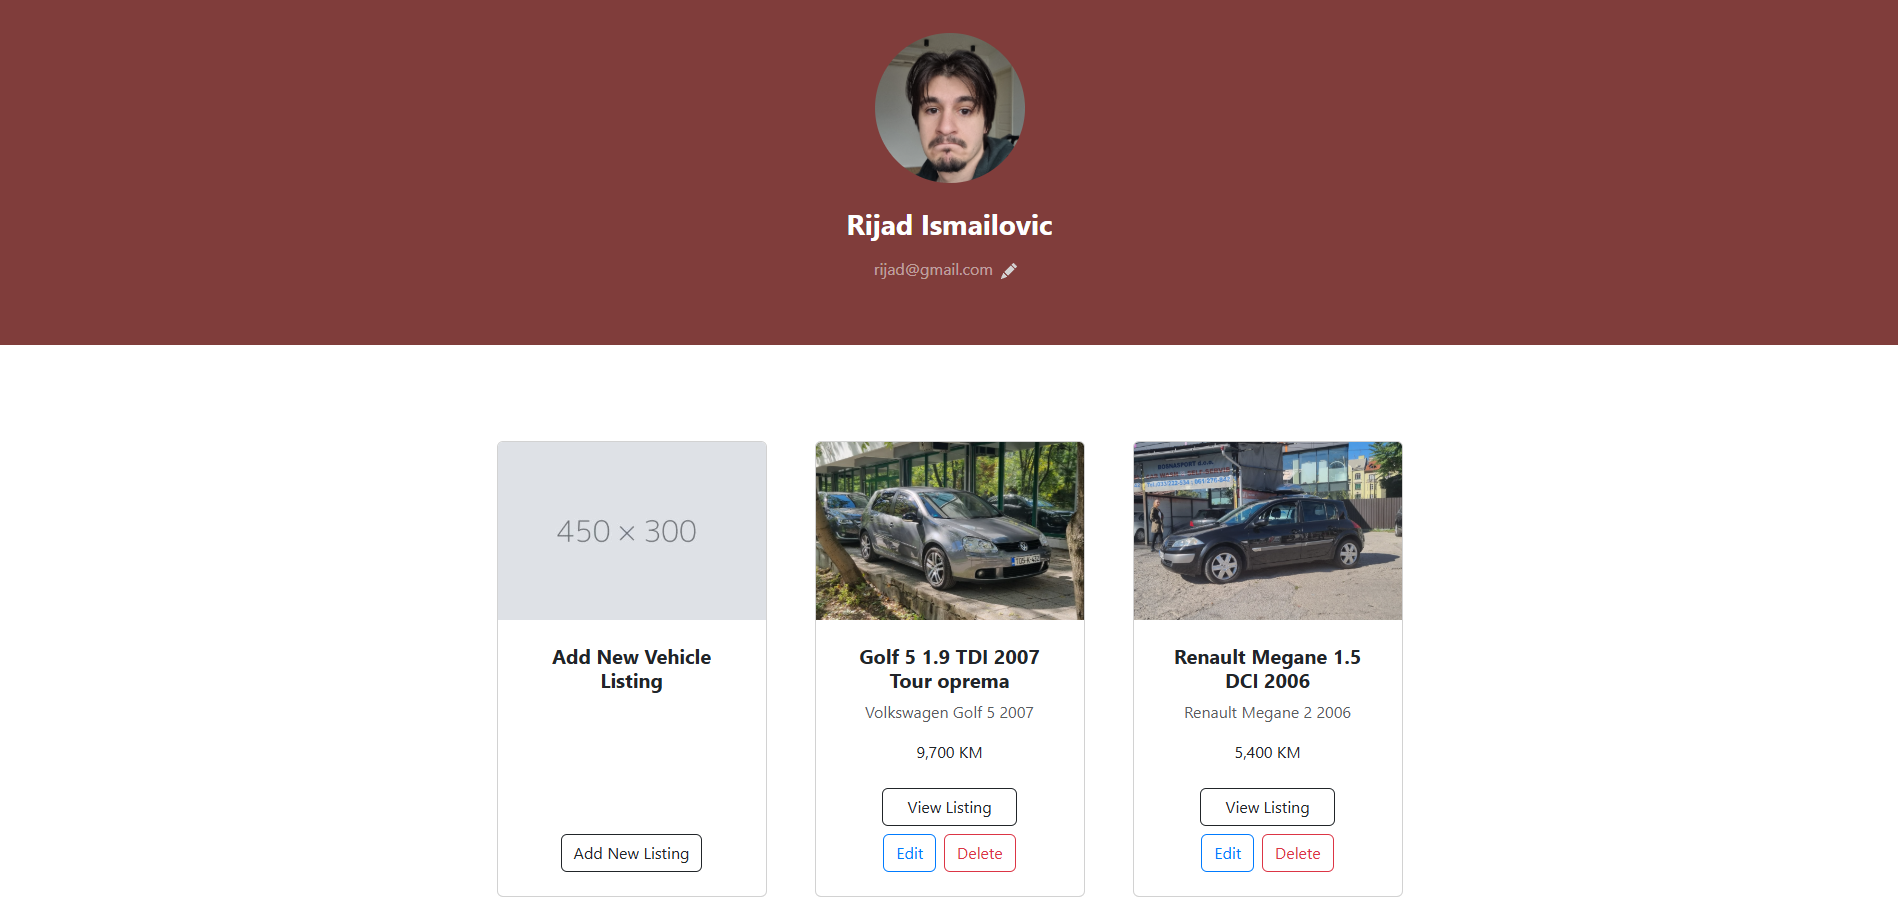 Rijad Ismailovic
rijad@gmail.com
450 × 300
Add New Vehicle
Listing
Add New Listing
Golf 5 1.9 TDI 2007
Tour oprema
Volkswagen Golf 5 2007
9,700 KM
View Listing
Edit Delete
Renault Megane 1.5
DCI 2006
Renault Megane 2 2006
5,400 KM
View Listing
Edit Delete